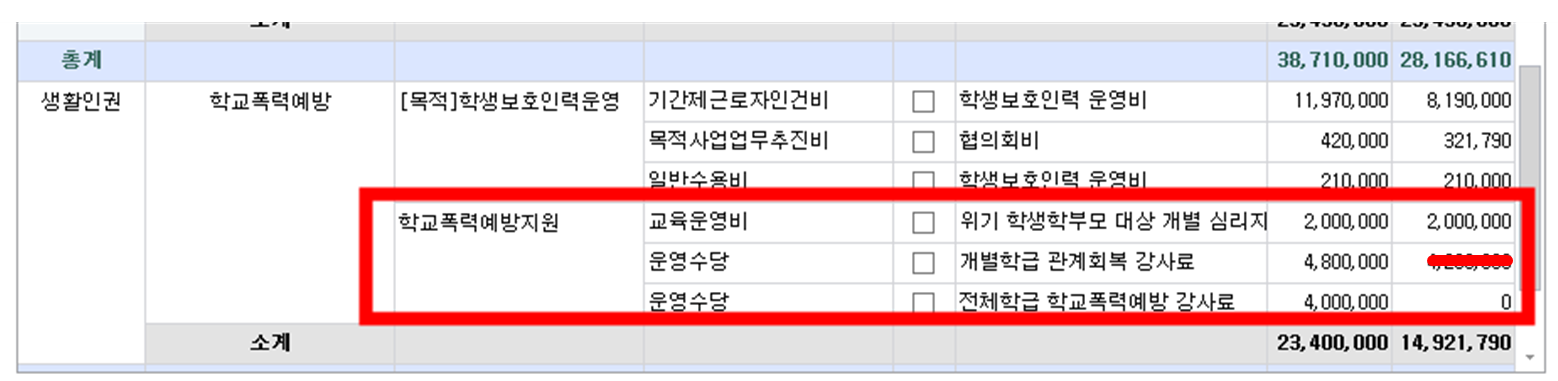 소계 23,430,000 23,430,000
총계 38,710,000 28,166,610
생활인권 학교폭력예방 [목적]학생보호인력운영 기간제근로자인건비 학생보호인력 운영비 11,970,000 8,190,000
목적사업업무추진비 협의회비 420,000 321,790
일반수용비 학생보호인력 운영비 210,000 210,000
학교폭력예방지원 교육운영비 위기 학생학부모 대상 개별 심리지 2,000,000 2,000,000
운영수당 개별학급 관계회복 강사료 4,800,000
운영수당 전체학급 학교폭력예방 강사료 4,000,000 0
소계 23,400,000 14,921,790